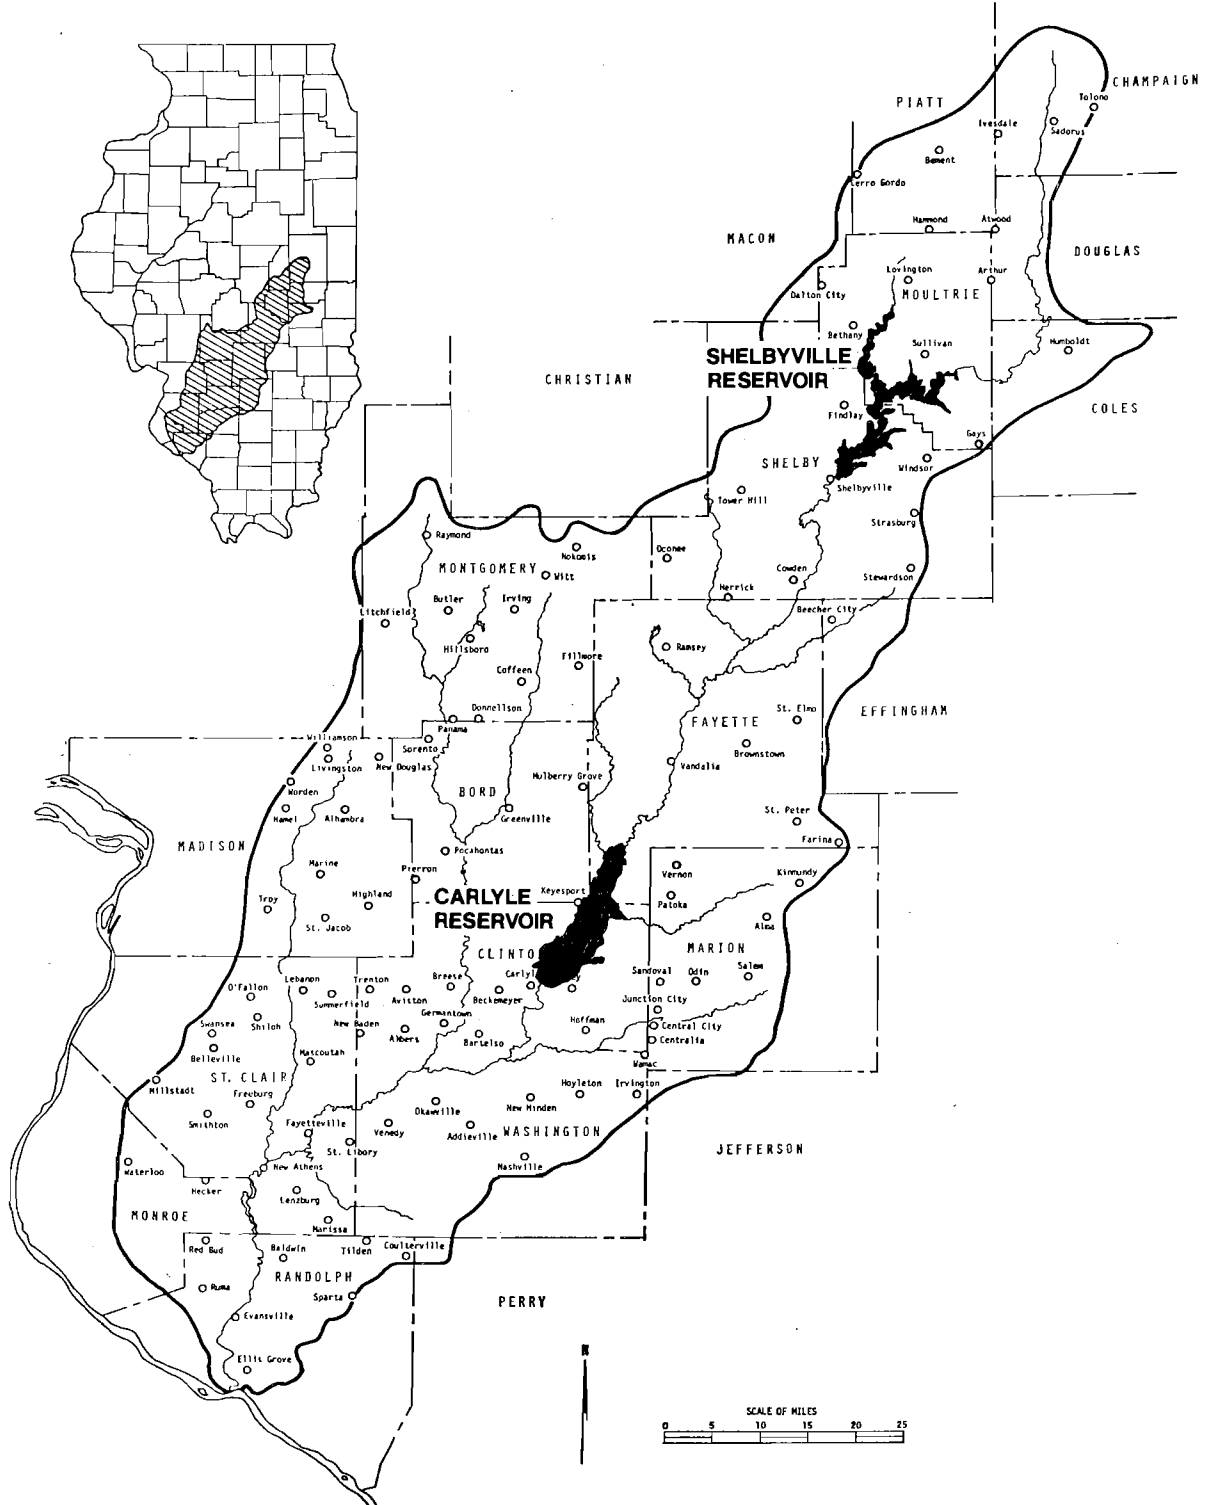 CHAMPAIGN
PIATT
Tolono
Ivesdale
Sadorus
Bement
Cerro Gordo
Hammond
Atwood
MACON
DOUGLAS
Lovington
Arthur
Dalton City
MOULTRIE
Bethany
Sullivan
Humboldt
SHELBYVILLE
RESERVOIR
CHRISTIAN
Findlay
COLES
Gays
SHELBY
Windsor
Shelbyville
Tower Hill
Strasburg
Raymond
Nokomis
Oconee
MONTGOMERY
Witt
Cowden
Stewardson
Herrick
Butler
Irving
Litchfield
Beecher City
Hillsboro
Ramsey
Fillmore
Coffeen
Donnellson
St. Elmo
EFFINGHAM
FAYETTE
Panama
Williamson
Sorento
Brownstown
Livingston
New Douglas
Vandalia
Mulberry Grove
Worden
BORD
Hamel
Alhambra
Greenville
St. Peter
MADISON
Farina
Pocahontas
Marine
Pierron
Vernon
Kinmundy
Highland
Keyesport
CARLYLE
RESERVOIR
Troy
Patoka
St. Jacob
Alma
MARION
CLINTO
Lebanon
Trenton
Breese
Carlyl
y
Sandoval
Odin
Salem
O'Fallon
Summerfield
Aviston
Beckemeyer
Junction City
Germantown
Swansea
Shiloh
New Baden
Albers
Bartelso
Hoffman
Central City
Centralia
Belleville
Mascoutah
Wamac
ST. CLAIR
Millstadt
Freeburg
Hoyleton
Irvington
Okawville
New Minden
Smithton
Fayetteville
Venedy
Addieville
WASHINGTON
JEFFERSON
St. Libory
Nashville
Waterloo
New Athens
Hecker
Lenzburg
MONROE
Marissa
Red Bud
Baldwin
Tilden
Coulterville
RANDOLPH
Ruma
Sparta
PERRY
Evansville
Ellis Grove
N
SCALE OF MILES
0 5 10 15 20 25